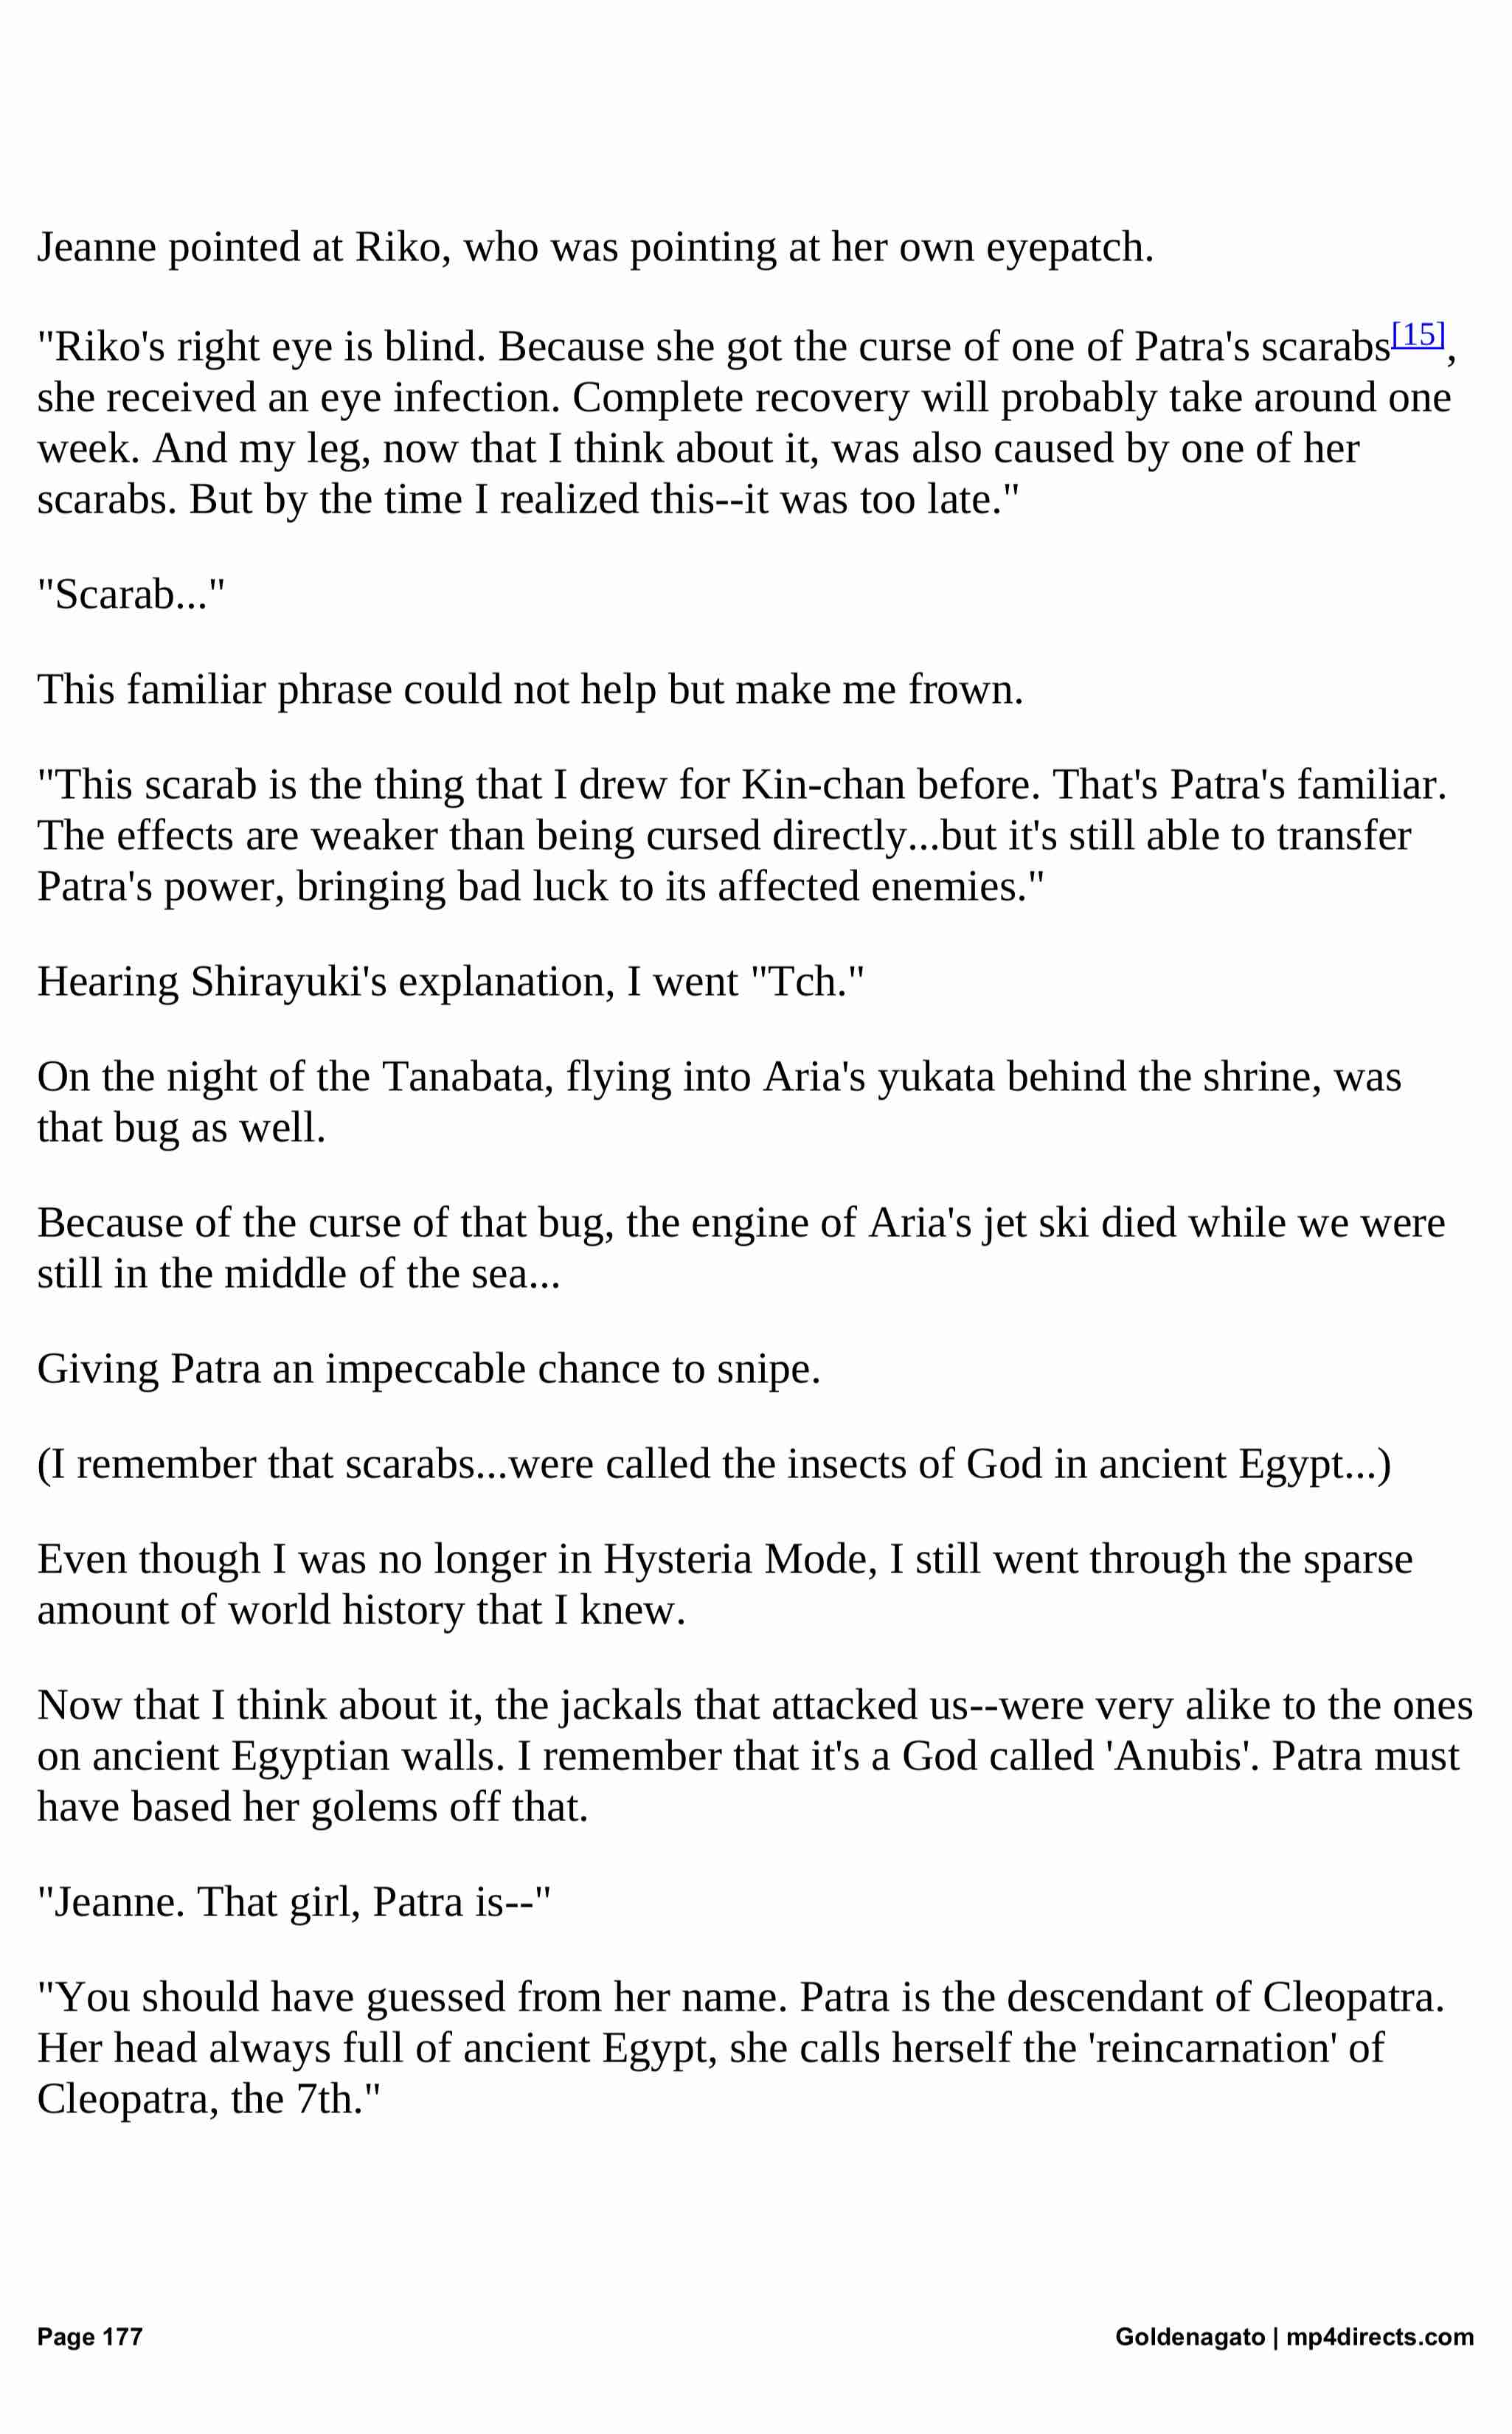 Jeanne pointed at Riko, who was pointing at her own eyepatch.
"Riko's right eye is blind. Because she got the curse of one of Patra's scarabs[15],
she received an eye infection. Complete recovery will probably take around one
week. And my leg, now that I think about it, was also caused by one of her
scarabs. But by the time I realized this--it was too late."
"Scarab..."
This familiar phrase could not help but make me frown.
"This scarab is the thing that I drew for Kin-chan before. That's Patra's familiar.
The effects are weaker than being cursed directly...but it's still able to transfer
Patra's power, bringing bad luck to its affected enemies."
Hearing Shirayuki's explanation, I went "Tch."
On the night of the Tanabata, flying into Aria's yukata behind the shrine, was
that bug as well.
Because of the curse of that bug, the engine of Aria's jet ski died while we were
still in the middle of the sea...
Giving Patra an impeccable chance to snipe.
(I remember that scarabs...were called the insects of God in ancient Egypt...)
Even though I was no longer in Hysteria Mode, I still went through the sparse
amount of world history that I knew.
Now that I think about it, the jackals that attacked us--were very alike to the ones
on ancient Egyptian walls. I remember that it's a God called 'Anubis'. Patra must
have based her golems off that.
"Jeanne. That girl, Patra is--"
"You should have guessed from her name. Patra is the descendant of Cleopatra.
Her head always full of ancient Egypt, she calls herself the 'reincarnation' of
Cleopatra, the 7th."
Page 177
Goldenagato | mp4directs.com